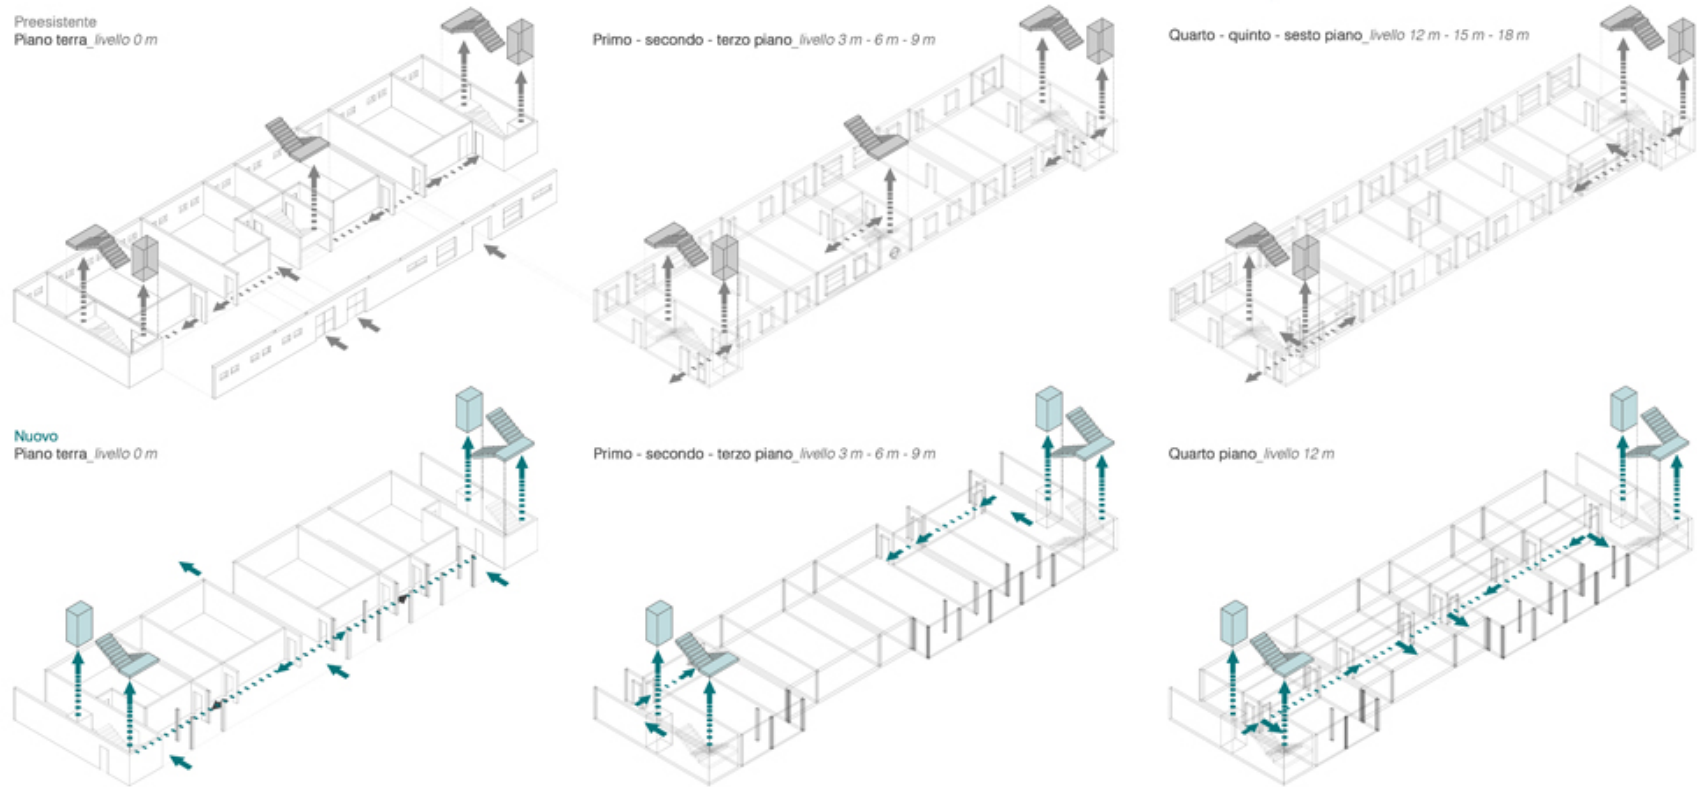 Preesistente
Piano terra_livello 0 m
Primo - secondo - terzo piano_livello 3 m - 6 m - 9 m
Quarto - quinto - sesto piano_livello 12 m - 15 m - 18 m
Nuovo
Piano terra_livello 0 m
Primo - secondo - terzo piano_livello 3 m - 6 m - 9 m
Quarto piano_livello 12 m